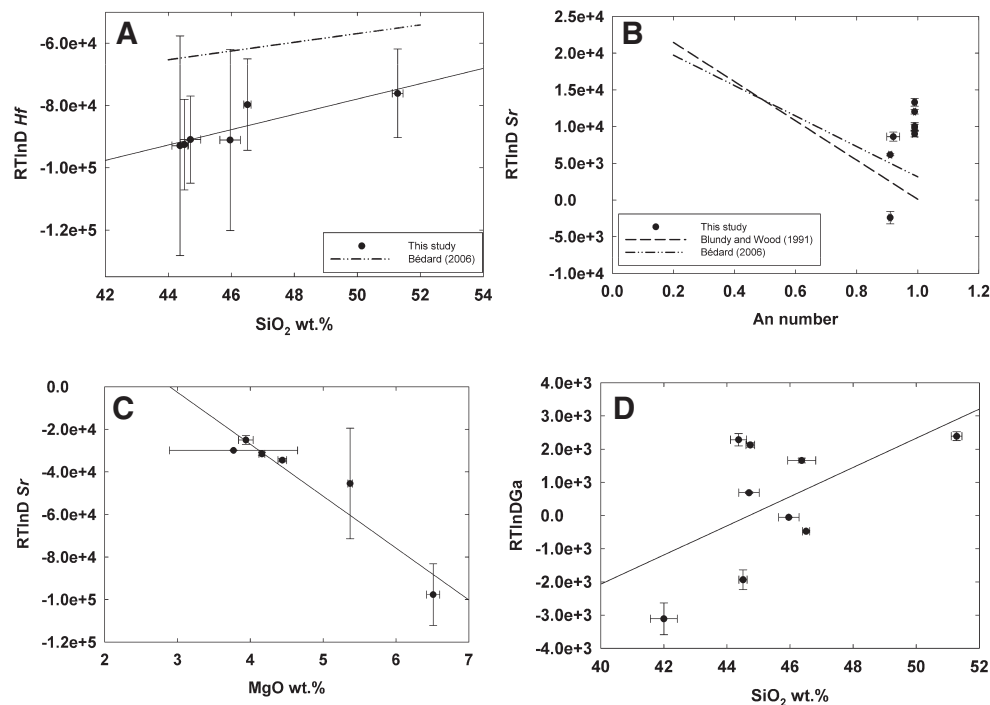 A
-6.0e+4
-8.0e+4
-1.0e+5
-1.2e+5
RTlnD Hf
42 44 46 48 50 52 54
SiO2 wt.%
This study
Bédard (2006)
B
2.5e+4
2.0e+4
1.5e+4
1.0e+4
5.0e+3
0.0
-5.0e+3
-1.0e+4
RTlnD Sr
0.0 0.2 0.4 0.6 0.8 1.0 1.2
An number
This study
Blundy and Wood (1991)
Bédard (2006)
C
0.0
-2.0e+4
-4.0e+4
-6.0e+4
-8.0e+4
-1.0e+5
-1.2e+5
RTlnD Sr
2 3 4 5 6 7
MgO wt.%
D
4.0e+3
3.0e+3
2.0e+3
1.0e+3
0.0
-1.0e+3
-2.0e+3
-3.0e+3
-4.0e+3
RTlnDGa
40 42 44 46 48 50 52
SiO2 wt.%